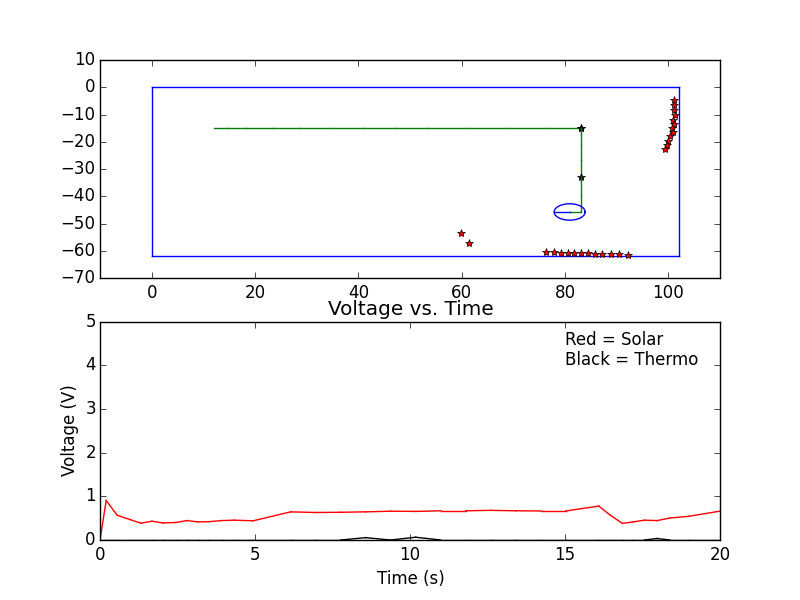 10
0
−10
−20
−30
−40
−50
−60
−70
0 20 40 60 80 100
Voltage vs. Time
5
4
3
2
1
0
Voltage (V)
Red = Solar
Black = Thermo
0 5 10 15 20
Time (s)